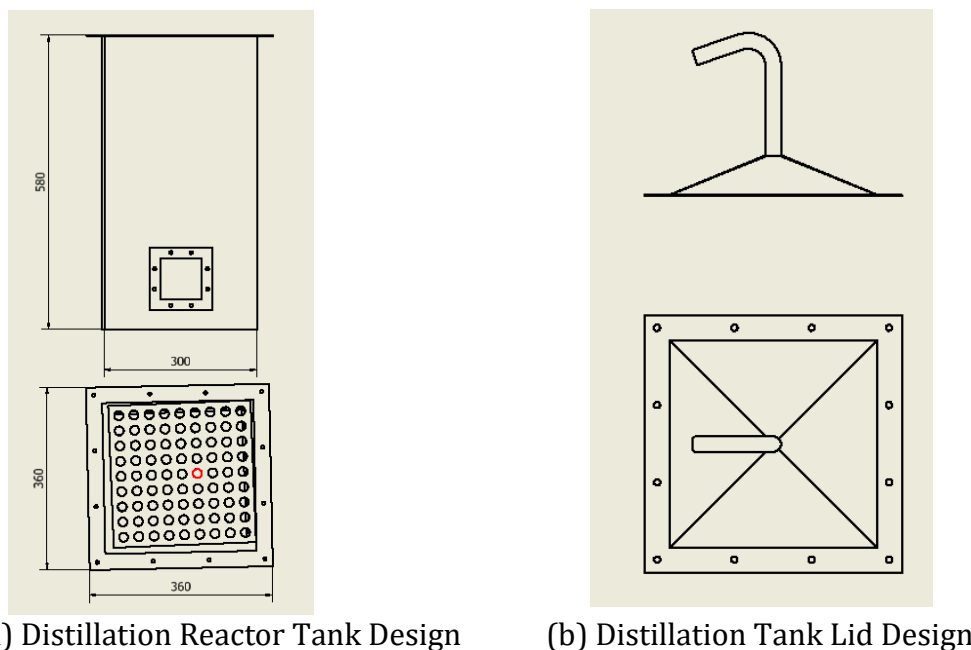 580
300
360
360
) Distillation Reactor Tank Design
(b) Distillation Tank Lid Design